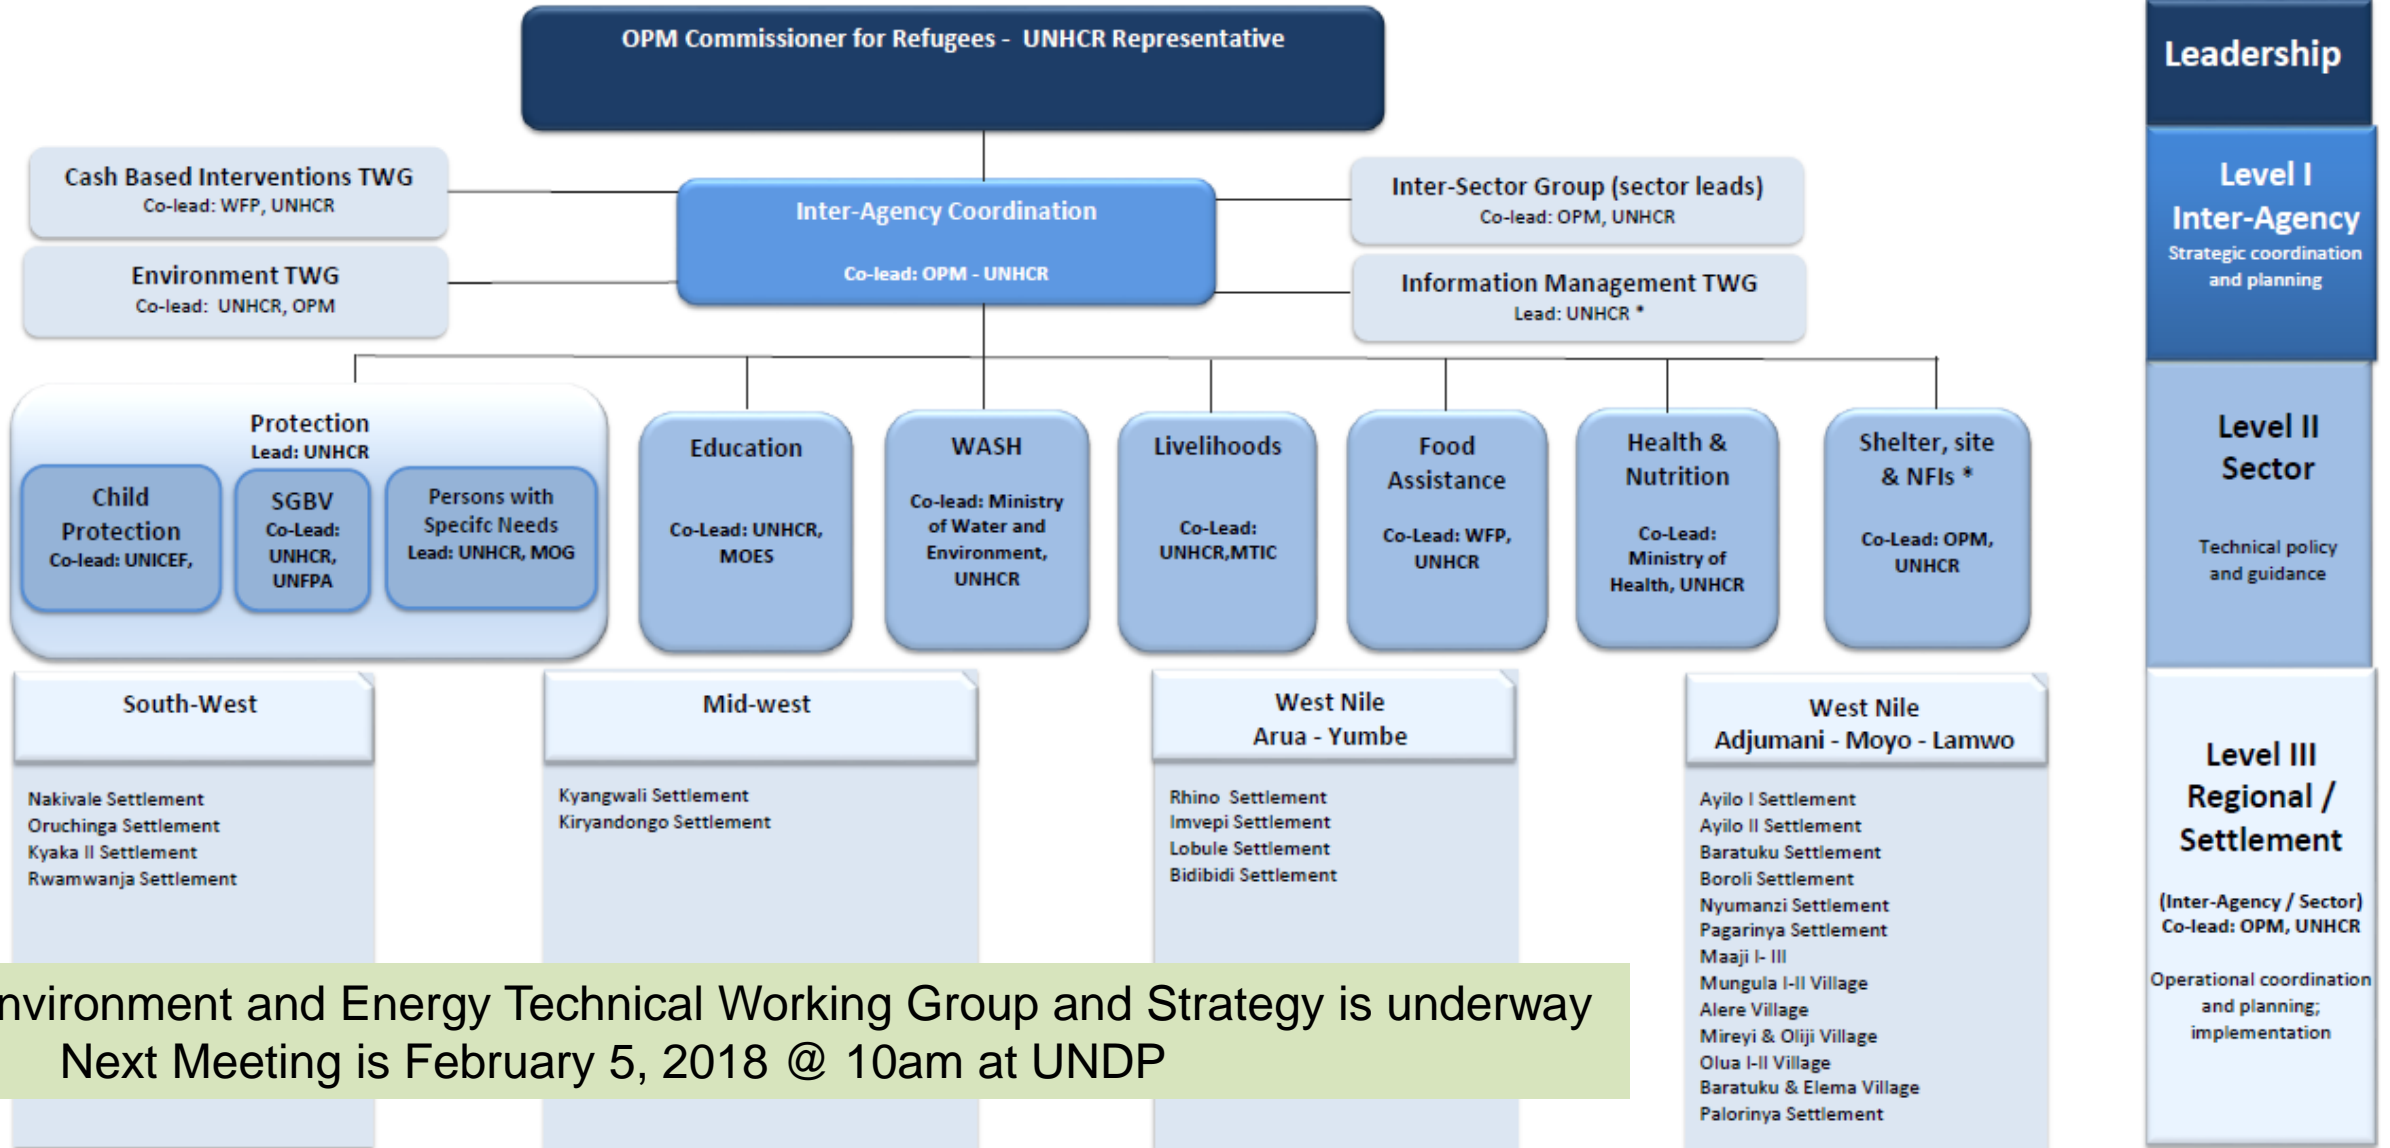 OPM Commissioner for Refugees - UNHCR Representative
Cash Based Interventions TWG
Co-lead: WFP, UNHCR
Environment TWG
Co-lead: UNHCR, OPM
Inter-Agency Coordination
Co-lead: OPM - UNHCR
Inter-Sector Group (sector leads)
Co-lead: OPM, UNHCR
Information Management TWG
Lead: UNHCR *
Protection
Lead: UNHCR
Child
Protection
Co-lead: UNICEF,
SGBV
Co-Lead:
UNHCR,
UNFPA
Persons with
Specifc Needs
Lead: UNHCR, MOG
Education
Co-Lead: UNHCR,
MOES
WASH
Co-lead: Ministry
of Water and
Environment,
UNHCR
Livelihoods
Co-Lead:
UNHCR,MTIC
Food
Assistance
Co-Lead: WFP,
UNHCR
Health &
Nutrition
Co-Lead:
Ministry of
Health, UNHCR
Shelter, site
& NFIs *
Co-Lead: OPM,
UNHCR
South-West
Nakivale Settlement
Oruchinga Settlement
Kyaka II Settlement
Rwamwanja Settlement
Mid-west
Kyangwali Settlement
Kiryandongo Settlement
West Nile
Arua - Yumbe
Rhino Settlement
Imvepi Settlement
Lobule Settlement
Bidibidi Settlement
West Nile
Adjumani - Moyo - Lamwo
Ayilo I Settlement
Ayilo II Settlement
Baratuku Settlement
Boroli Settlement
Nyumanzi Settlement
Pagarinya Settlement
Maaji I- III
Mungula I-II Village
Alere Village
Mireyi & Oliji Village
Olua I-II Village
Baratuku & Elema Village
Palorinya Settlement
nvironment and Energy Technical Working Group and Strategy is underway
Next Meeting is February 5, 2018 @ 10am at UNDP
Leadership
Level I
Inter-Agency
Strategic coordination
and planning
Level II
Sector
Technical policy
and guidance
Level III
Regional /
Settlement
(Inter-Agency / Sector)
Co-lead: OPM, UNHCR
Operational coordination
and planning;
implementation